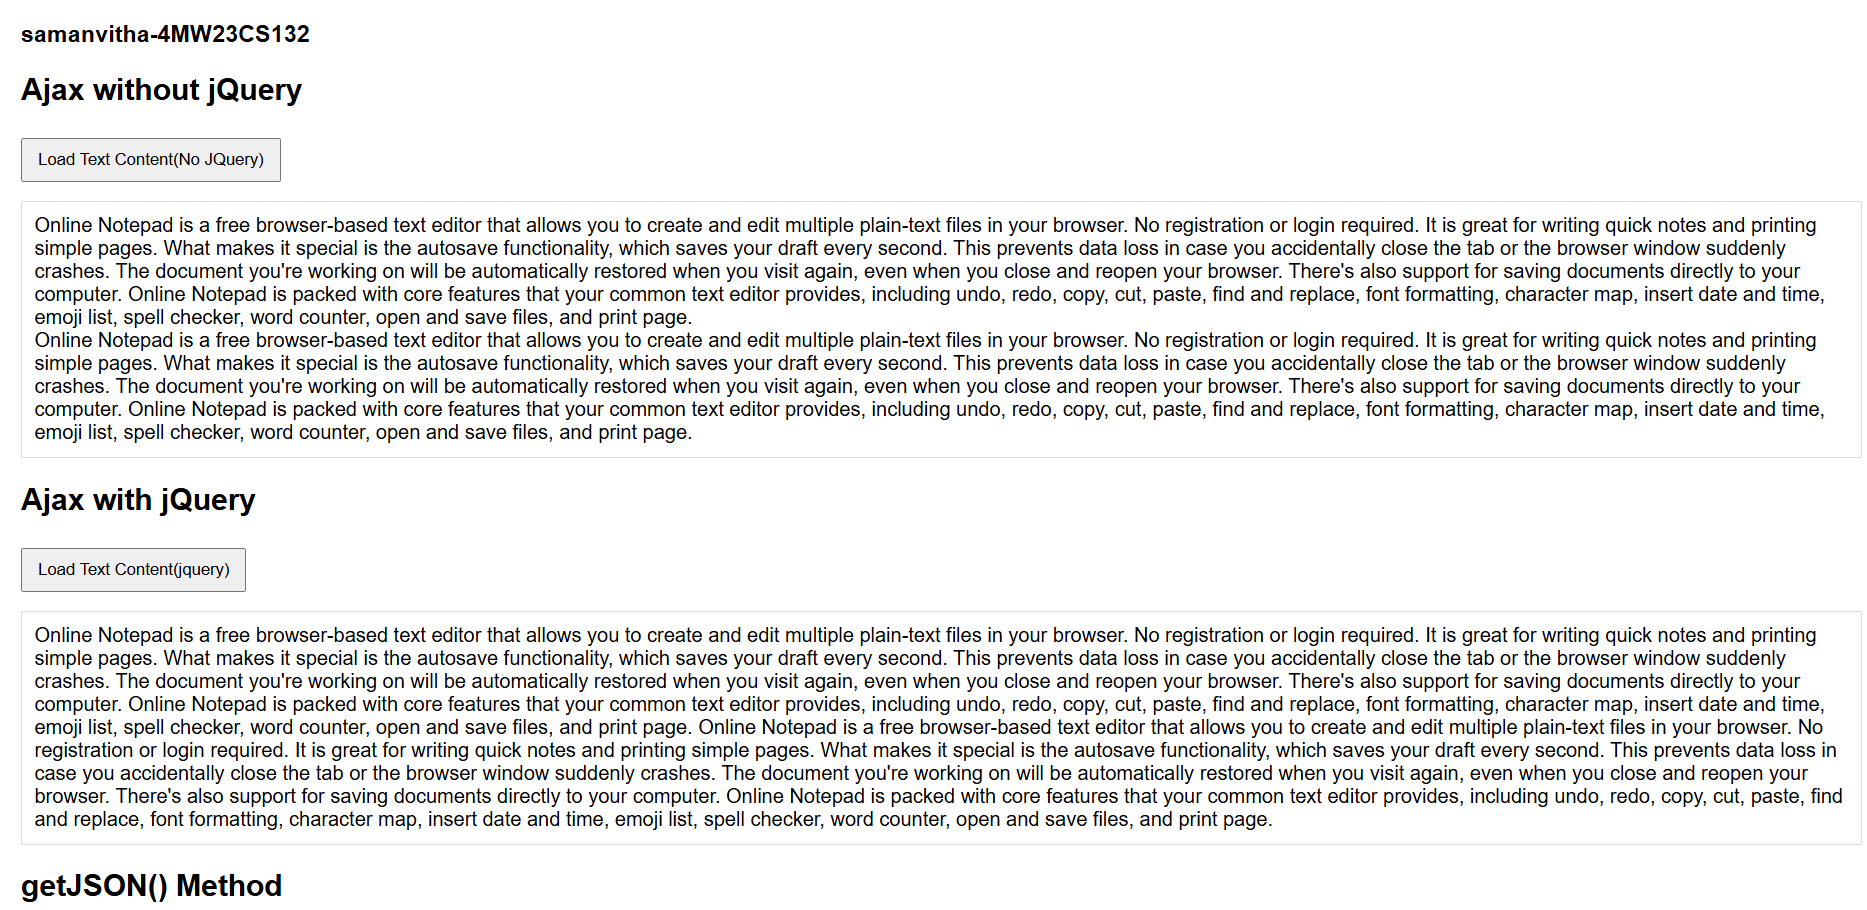 samanvitha-4MW23CS132
Ajax without jQuery
Load Text Content(No JQuery)
Online Notepad is a free browser-based text editor that allows you to create and edit multiple plain-text files in your browser. No registration or login required. It is great for writing quick notes and printing
simple pages. What makes it special is the autosave functionality, which saves your draft every second. This prevents data loss in case you accidentally close the tab or the browser window suddenly
crashes. The document you're working on will be automatically restored when you visit again, even when you close and reopen your browser. There's also support for saving documents directly to your
computer. Online Notepad is packed with core features that your common text editor provides, including undo, redo, copy, cut, paste, find and replace, font formatting, character map, insert date and time,
emoji list, spell checker, word counter, open and save files, and print page.
Online Notepad is a free browser-based text editor that allows you to create and edit multiple plain-text files in your browser. No registration or login required. It is great for writing quick notes and printing
simple pages. What makes it special is the autosave functionality, which saves your draft every second. This prevents data loss in case you accidentally close the tab or the browser window suddenly
crashes. The document you're working on will be automatically restored when you visit again, even when you close and reopen your browser. There's also support for saving documents directly to your
computer. Online Notepad is packed with core features that your common text editor provides, including undo, redo, copy, cut, paste, find and replace, font formatting, character map, insert date and time,
emoji list, spell checker, word counter, open and save files, and print page.
Ajax with jQuery
Load Text Content(jquery)
Online Notepad is a free browser-based text editor that allows you to create and edit multiple plain-text files in your browser. No registration or login required. It is great for writing quick notes and printing
simple pages. What makes it special is the autosave functionality, which saves your draft every second. This prevents data loss in case you accidentally close the tab or the browser window suddenly
crashes. The document you're working on will be automatically restored when you visit again, even when you close and reopen your browser. There's also support for saving documents directly to your
computer. Online Notepad is packed with core features that your common text editor provides, including undo, redo, copy, cut, paste, find and replace, font formatting, character map, insert date and time,
emoji list, spell checker, word counter, open and save files, and print page. Online Notepad is a free browser-based text editor that allows you to create and edit multiple plain-text files in your browser. No
registration or login required. It is great for writing quick notes and printing simple pages. What makes it special is the autosave functionality, which saves your draft every second. This prevents data loss in
case you accidentally close the tab or the browser window suddenly crashes. The document you're working on will be automatically restored when you visit again, even when you close and reopen your
browser. There's also support for saving documents directly to your computer. Online Notepad is packed with core features that your common text editor provides, including undo, redo, copy, cut, paste, find
and replace, font formatting, character map, insert date and time, emoji list, spell checker, word counter, open and save files, and print page.
getJSON() Method